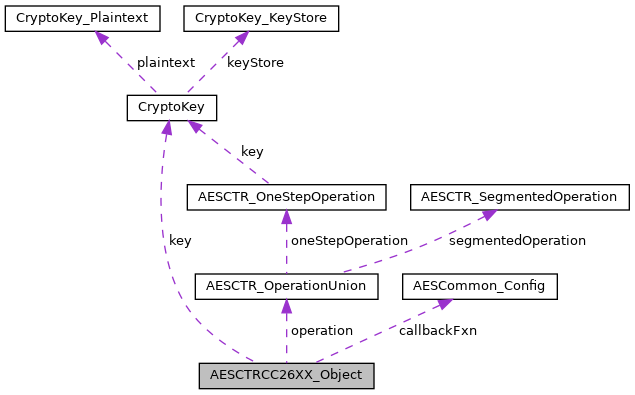 CryptoKey_Plaintext
CryptoKey_KeyStore
plaintext
keyStore
CryptoKey
key
AESCTR_OneStepOperation
AESCTR_SegmentedOperation
key
oneStepOperation
segmentedOperation
AESCTR_OperationUnion
AESCommon_Config
operation
callbackFxn
AESCTRCC26XX_Object